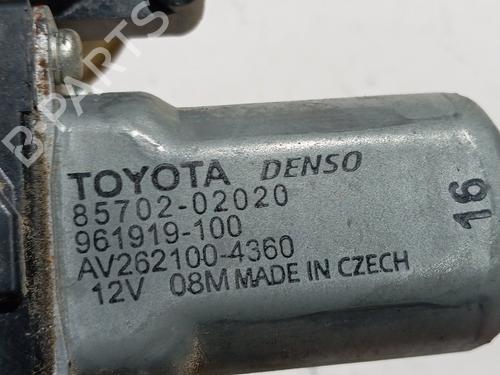 B-PARTS
TOYOTA DENSO
85702-02020
961919-100
AV262100-4360
12V 08M MADE IN CZECH
16